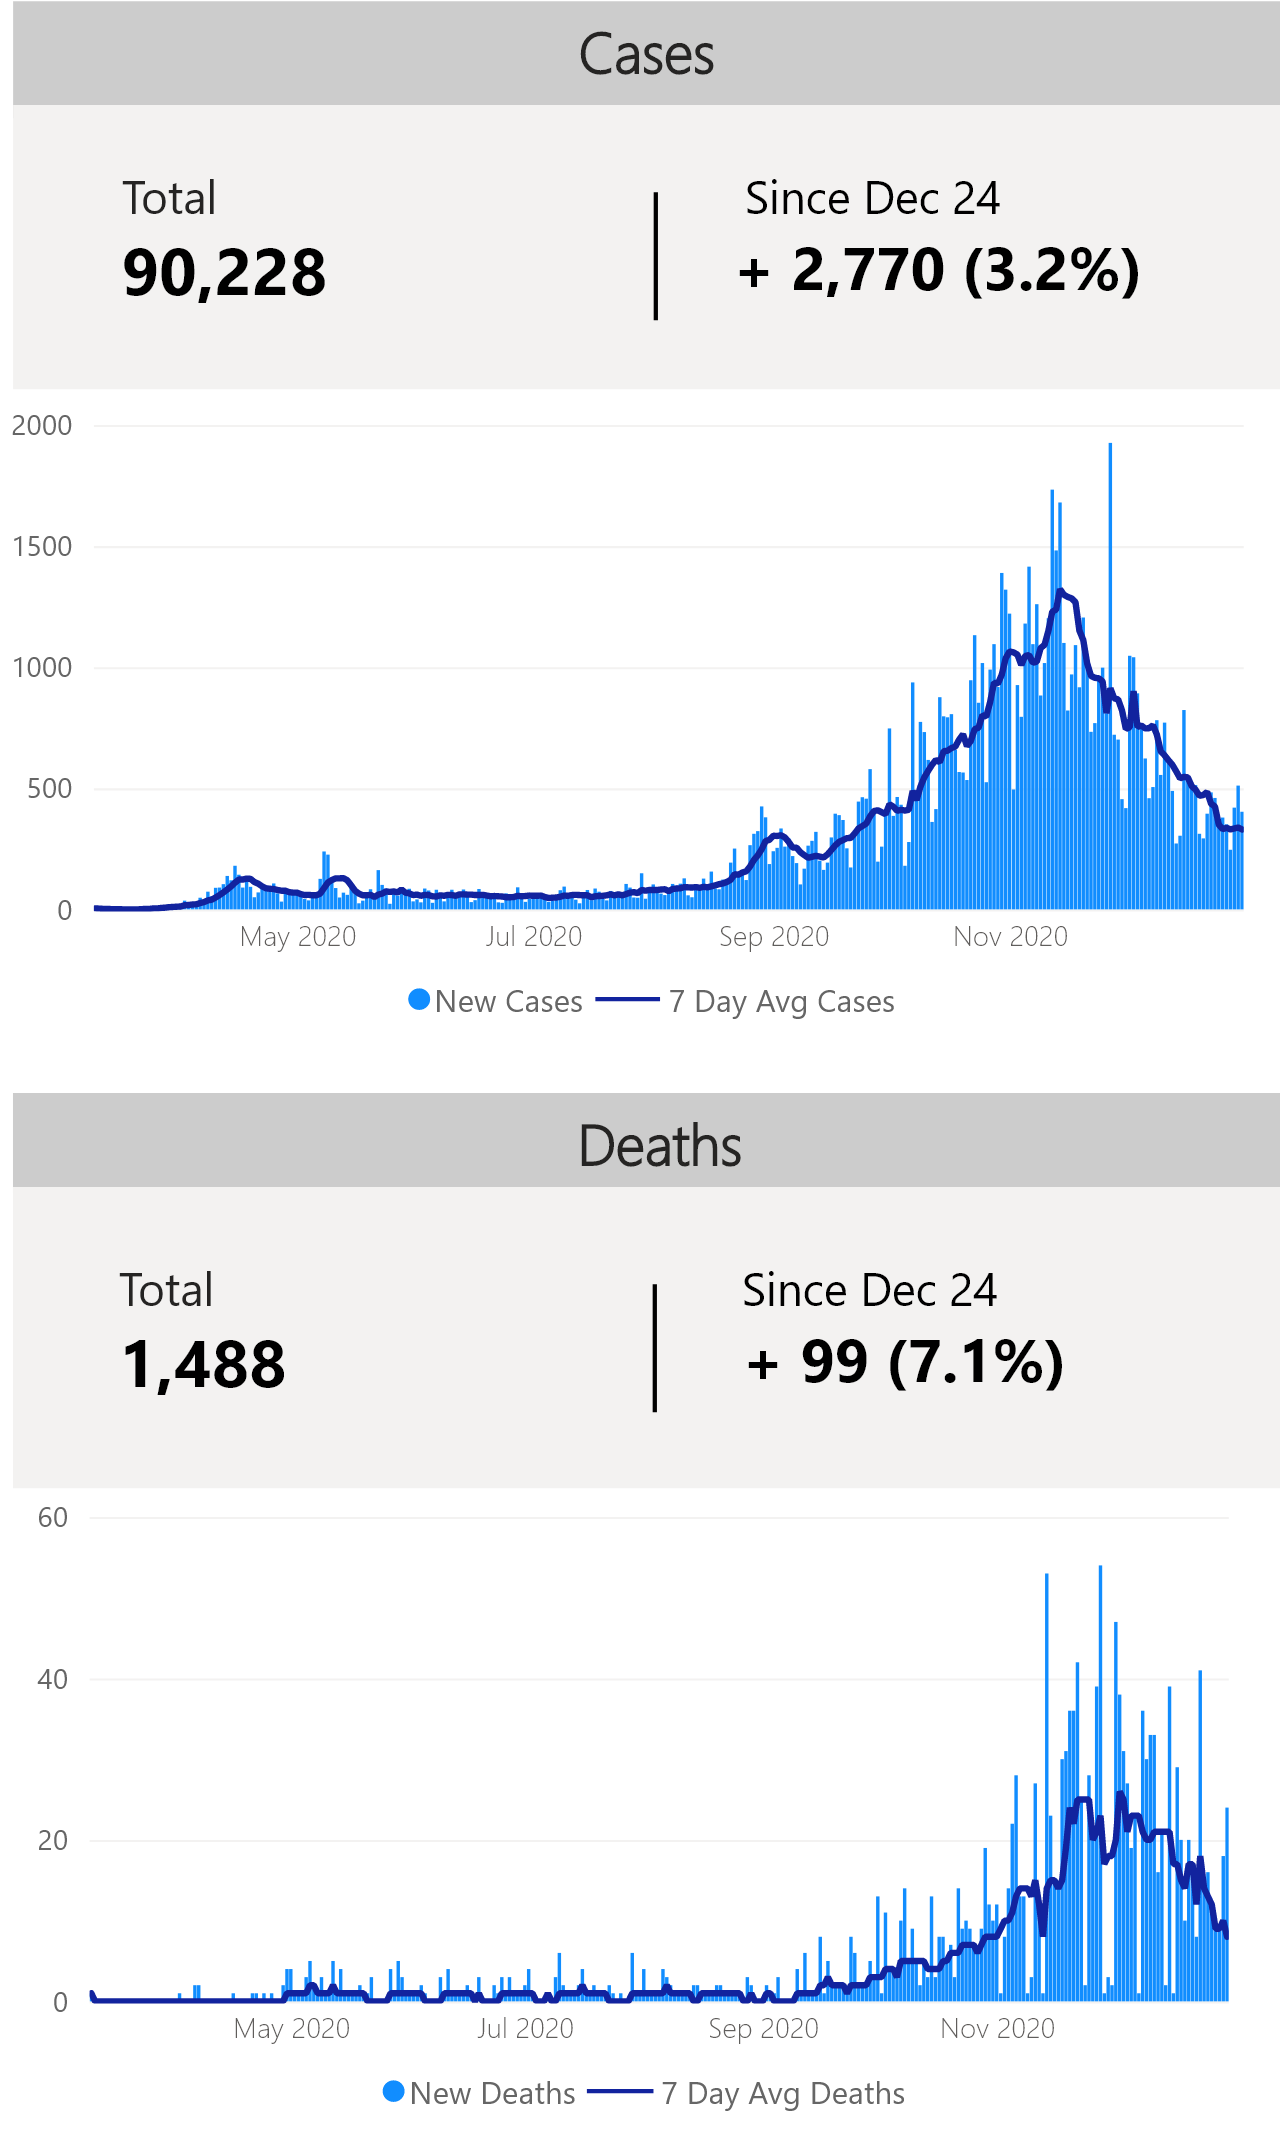 Cases
Total
Since Dec 24
90,228
+ 2,770 (3.2%)
2000
1500
1000
500
0
May 2020
Jul 2020
Sep 2020
Nov 2020
New Cases
7 Day Avg Cases
Deaths
Total
Since Dec 24
1,488
+ 99 (7.1%)
60
40
20
0
May 2020
Jul 2020
Sep 2020
Nov 2020
New Deaths
7 Day Avg Deaths